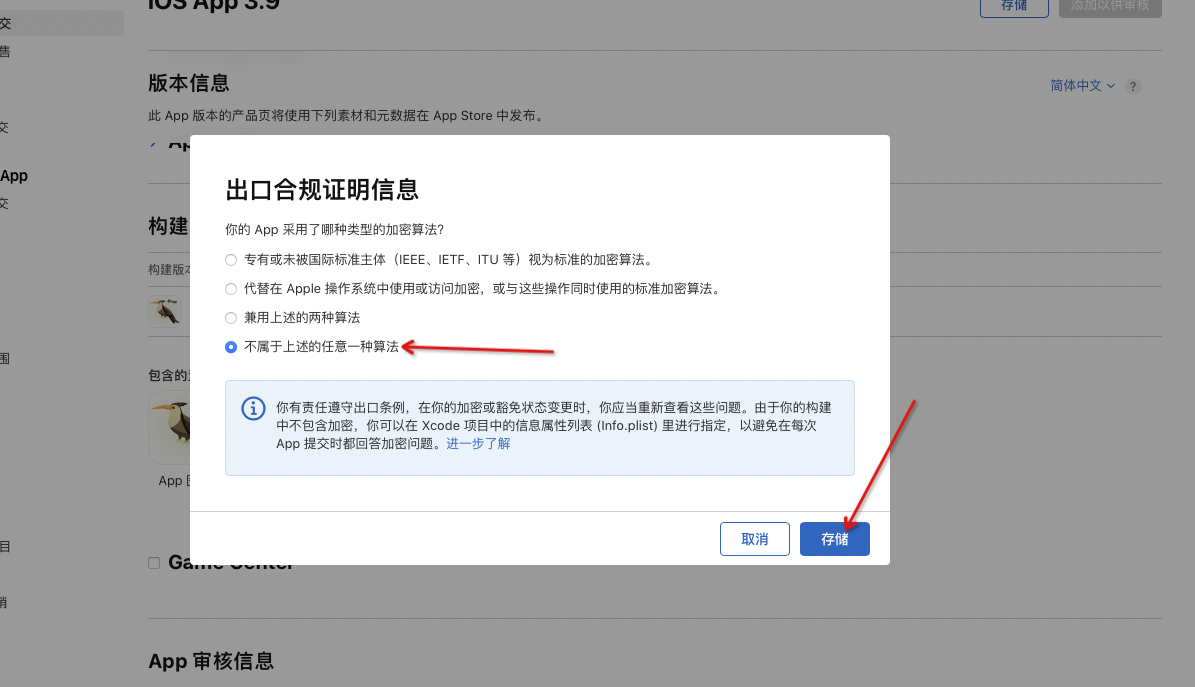 iOS App 3.9
存储
添加以供审核
交
售
版本信息
简体中文
?
此 App 版本的产品页将使用下列素材和元数据在 App Store 中发布。
交
App
交
出口合规证明信息
构建
你的 App 采用了哪种类型的加密算法?
专有或未被国际标准主体（IEEE、IETF、ITU 等）视为标准的加密算法。
构建版本
代替在 Apple 操作系统中使用或访问加密，或与这些操作同时使用的标准加密算法。
兼用上述的两种算法
不属于上述的任意一种算法
围
包含的
你有责任遵守出口条例，在你的加密或豁免状态变更时，你应当重新查看这些问题。由于你的构建
中不包含加密，你可以在 Xcode 项目中的信息属性列表 (Info.plist) 里进行指定，以避免在每次
App 提交时都回答加密问题。进一步了解
App
取消
存储
目
Game Center
销
App 审核信息